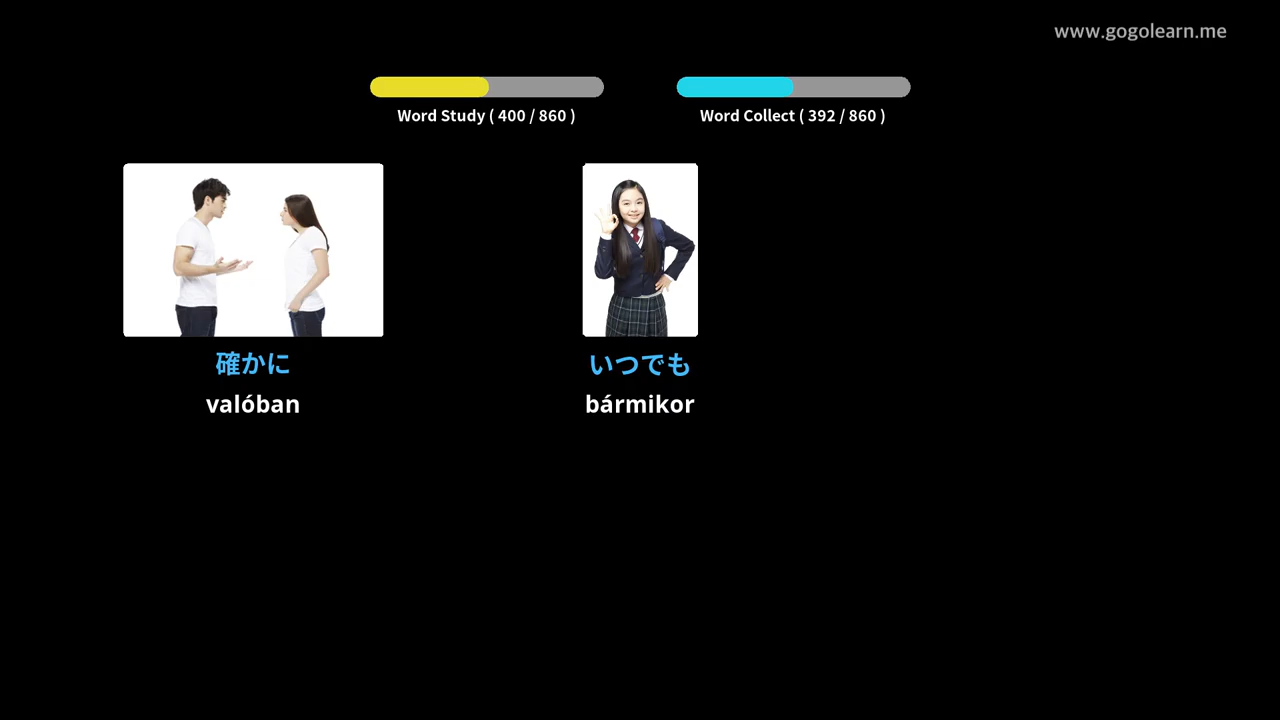 www.gogolearn.me
Word Study ( 400 / 860 )
Word Collect ( 392 / 860 )
確かに
valóban
いつでも
bármikor